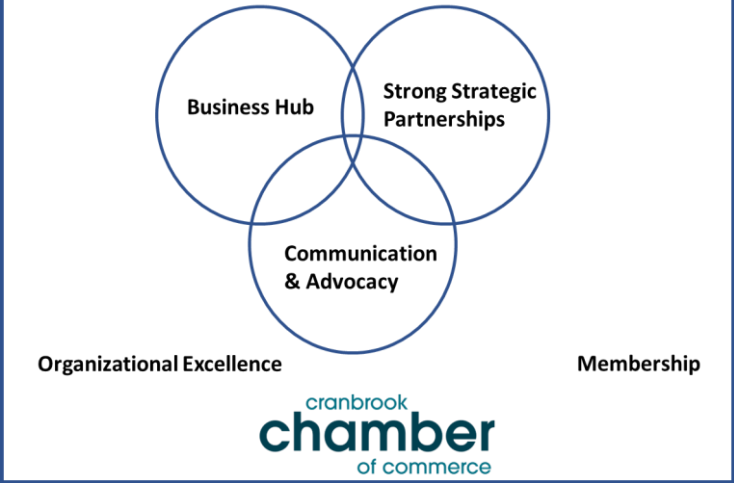 Business Hub
Strong Strategic
Partnerships
Communication
& Advocacy
Organizational Excellence
Membership
cranbrook
chamber
of commerce